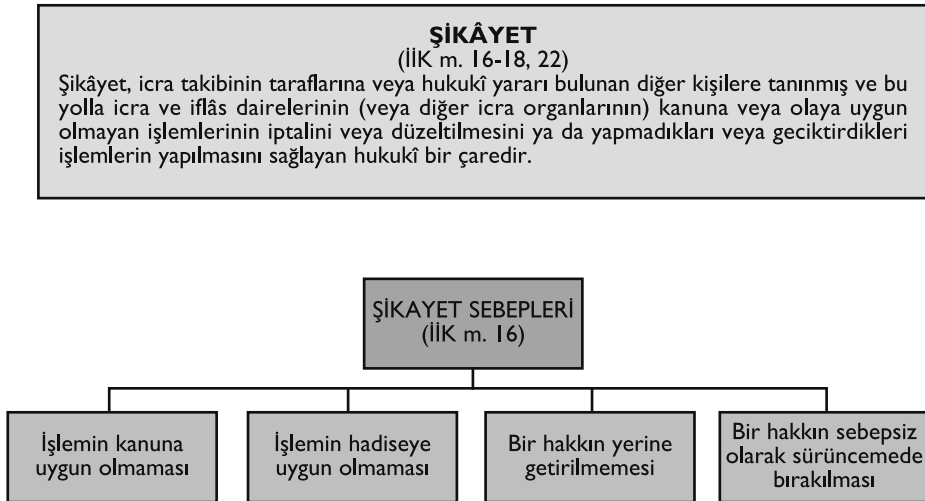 ŞİKÂYET
(İİK m. 16-18, 22)
Şikâyet, icra takibinin taraflarına veya hukukî yararı bulunan diğer kişilere tanınmış ve bu
yolla icra ve iflâs dairelerinin (veya diğer icra organlarının) kanuna veya olaya uygun
olmayan işlemlerinin iptalini veya düzeltilmesini ya da yapmadıkları veya geciktirdikleri
işlemlerin yapılmasını sağlayan hukukî bir çaredir.
ŞİKAYET SEBEPLERİ
(İİK m. 16)
İşlemin kanuna
uygun olmaması
İşlemin hadiseye
uygun olmaması
Bir hakkın yerine
getirilmemesi
Bir hakkın sebepsiz
olarak sürüncemede
bırakılması